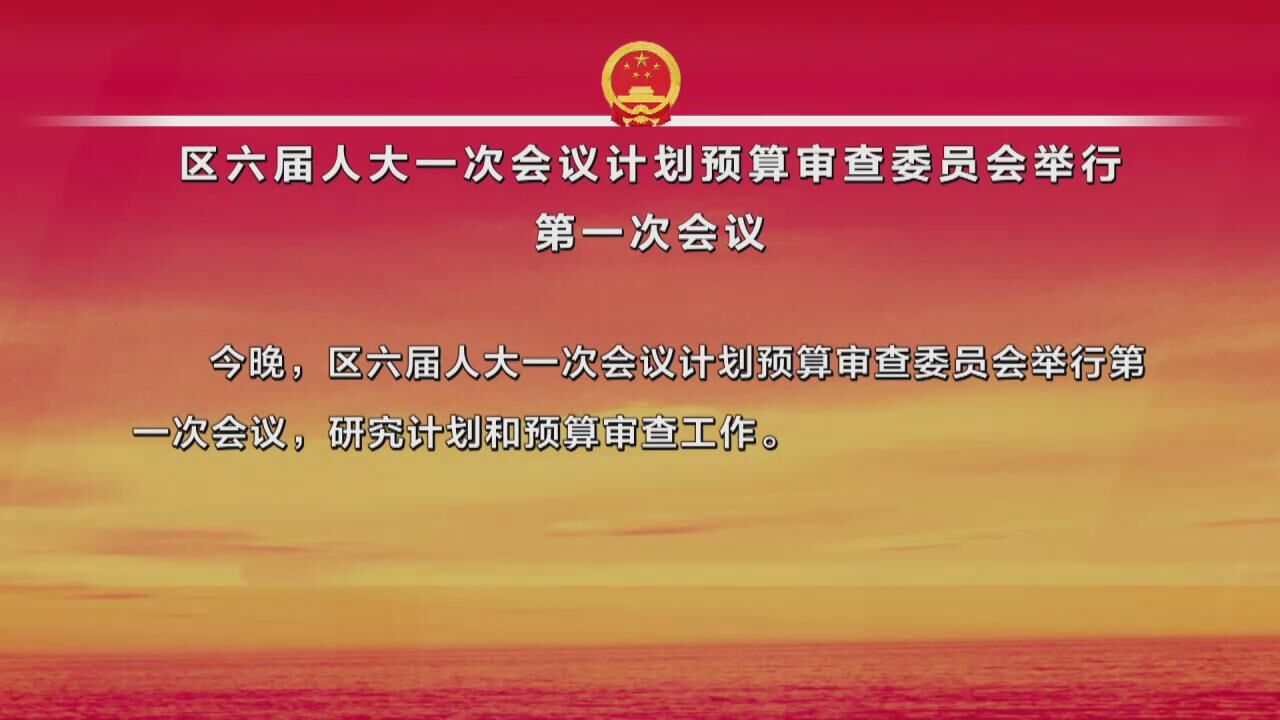 区六届人大一次会议计划预算审查委员会举行
第一次会议
今晚，区六届人大一次会议计划预算审查委员会举行第
一次会议，研究计划和预算审查工作。